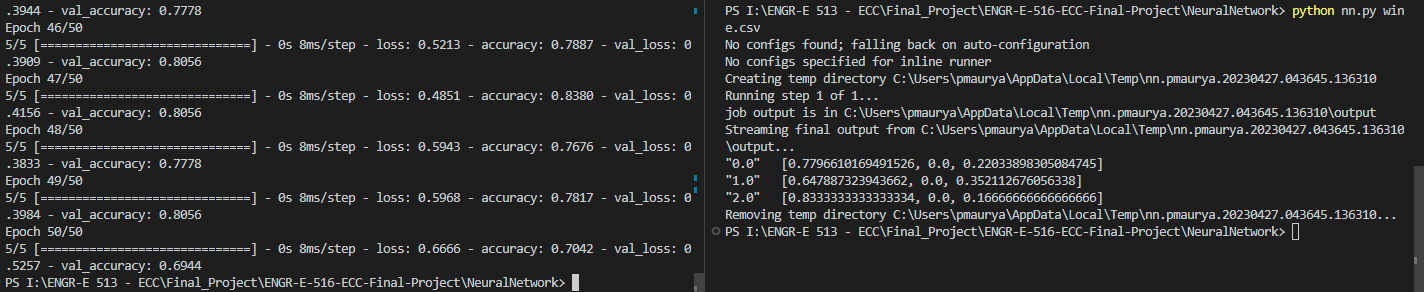 .3944 - val_accuracy: 0.7778
Epoch 46/50
5/5 [==============================] - 0s 8ms/step - loss: 0.5213 - accuracy: 0.7887 - val_loss: 0
.3909 - val_accuracy: 0.8056
Epoch 47/50
5/5 [==============================] - 0s 8ms/step - loss: 0.4851 - accuracy: 0.8380 - val_loss: 0
.4156 - val_accuracy: 0.8056
Epoch 48/50
5/5 [==============================] - 0s 8ms/step - loss: 0.5943 - accuracy: 0.7676 - val_loss: 0
.3833 - val_accuracy: 0.7778
Epoch 49/50
5/5 [==============================] - 0s 8ms/step - loss: 0.5968 - accuracy: 0.7817 - val_loss: 0
.3984 - val_accuracy: 0.8056
Epoch 50/50
5/5 [==============================] - 0s 8ms/step - loss: 0.6666 - accuracy: 0.7042 - val_loss: 0
.5257 - val_accuracy: 0.6944
PS I:\ENGR-E 513 - ECC\Final_Project\ENGR-E-516-ECC-Final-Project\NeuralNetwork>
PS I:\ENGR-E 513 - ECC\Final_Project\ENGR-E-516-ECC-Final-Project\NeuralNetwork> python nn.py win
e.csv
No configs found; falling back on auto-configuration
No configs specified for inline runner
Creating temp directory C:\Users\pmaurya\AppData\Local\Temp\nn.pmaurya.20230427.043645.136310
Running step 1 of 1...
job output is in C:\Users\pmaurya\AppData\Local\Temp\nn.pmaurya.20230427.043645.136310\output
Streaming final output from C:\Users\pmaurya\AppData\Local\Temp\nn.pmaurya.20230427.043645.136310
\output...
"0.0"   [0.7796610169491526, 0.0, 0.22033898305084745]
"1.0"   [0.647887323943662, 0.0, 0.352112676056338]
"2.0"   [0.8333333333333334, 0.0, 0.16666666666666666]
Removing temp directory C:\Users\pmaurya\AppData\Local\Temp\nn.pmaurya.20230427.043645.136310...
PS I:\ENGR-E 513 - ECC\Final_Project\ENGR-E-516-ECC-Final-Project\NeuralNetwork>